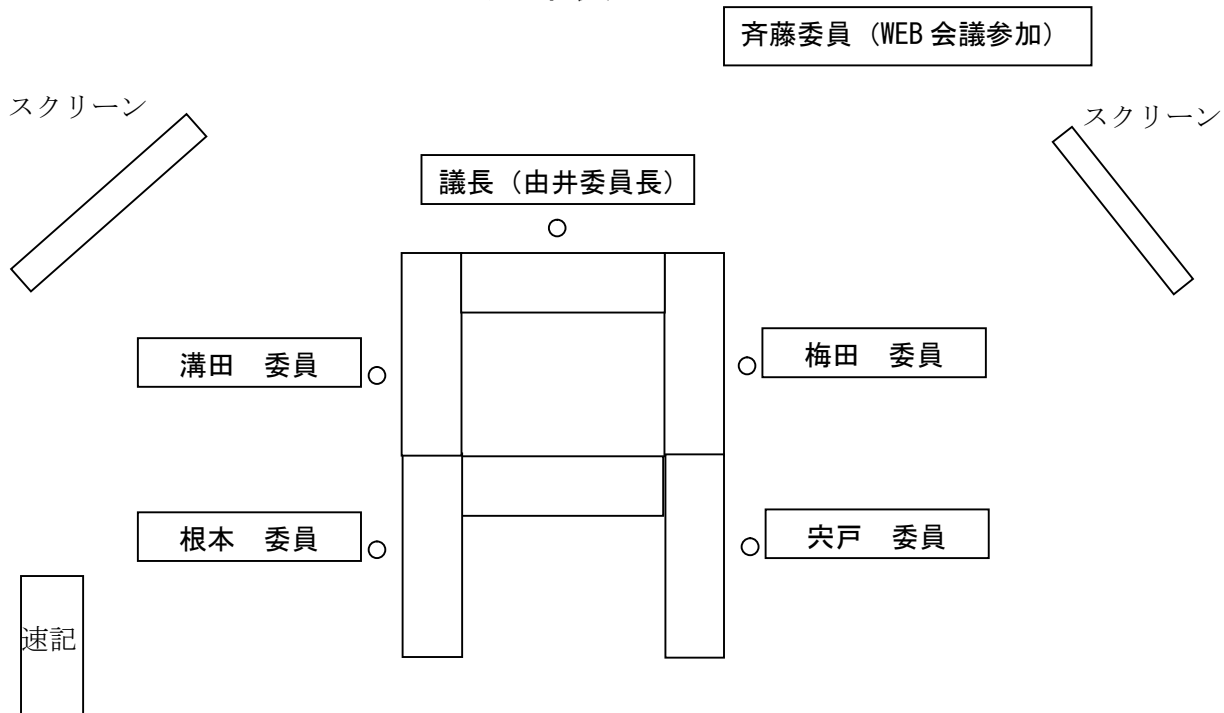 斉藤委員（WEB会議参加）
スクリーン
スクリーン
議長（由井委員長）
溝田　委員
梅田　委員
根本　委員
宍戸　委員
速記